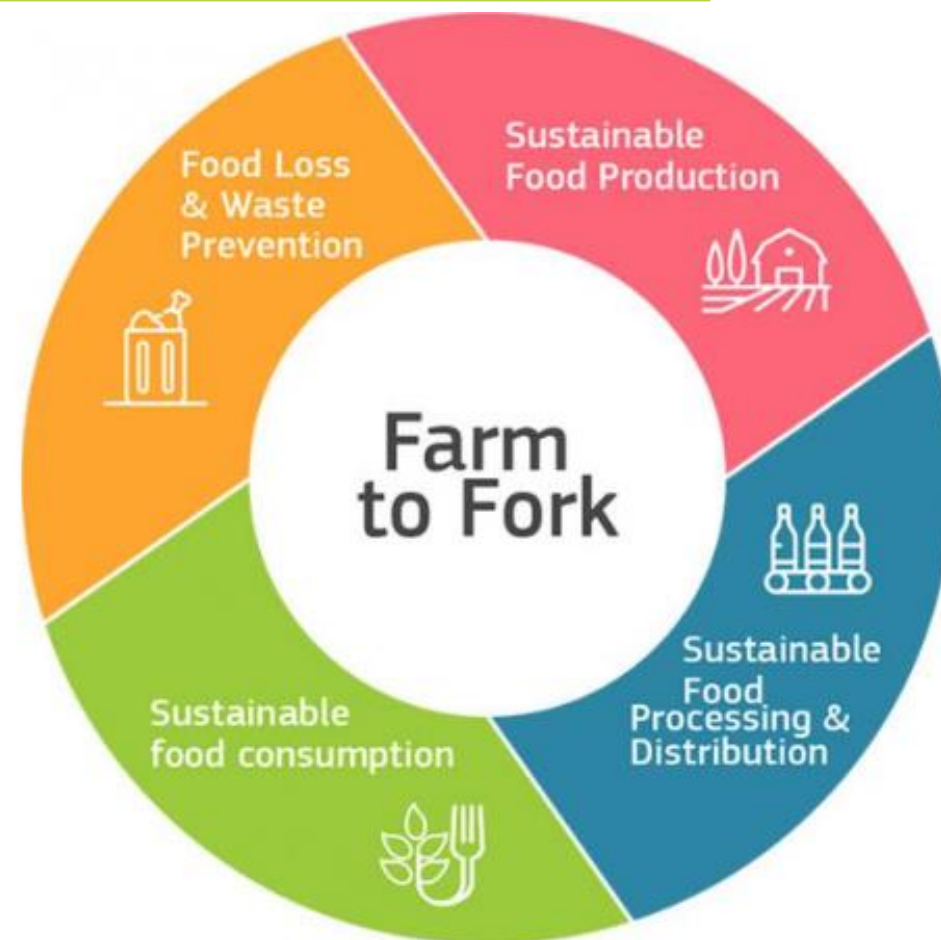 Food Loss
& Waste
Prevention
Sustainable
Food Production
Farm
to Fork
Sustainable
Food
Processing &
Distribution
Sustainable
food consumption